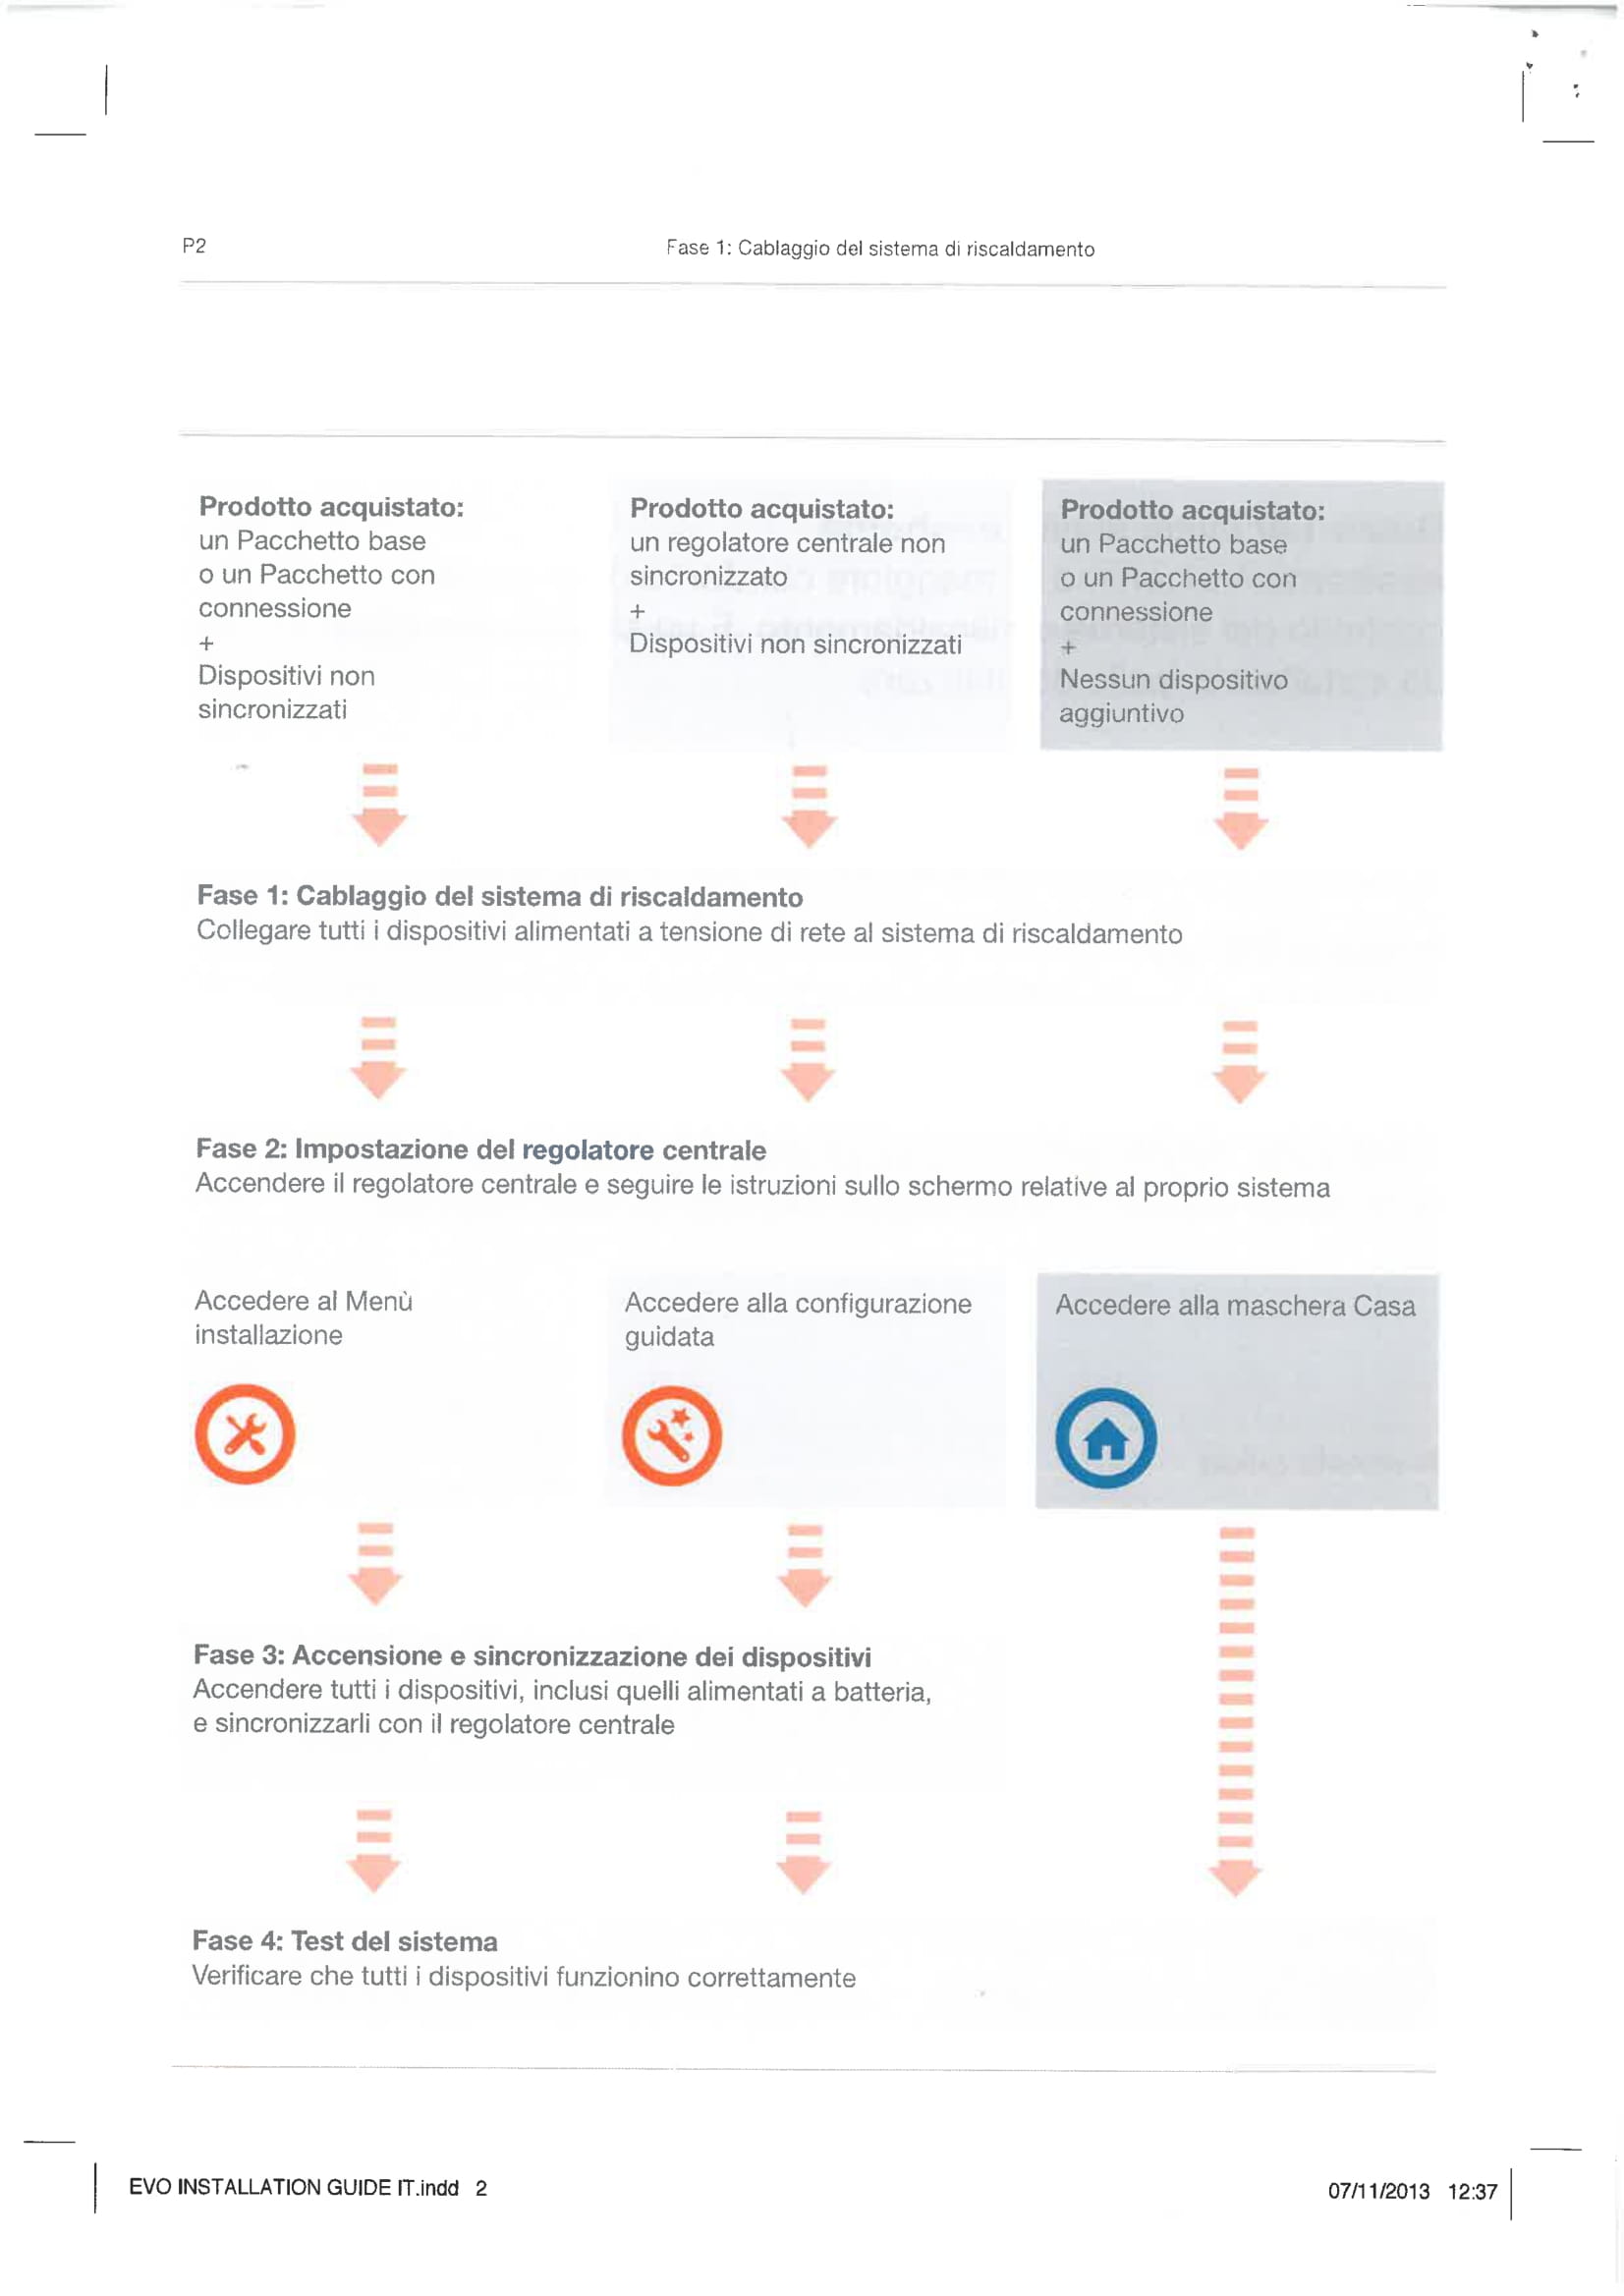 P2
Fase 1: Cablaggio del sistema di riscaldamento
Prodotto acquistato:
un Pacchetto base
o un Pacchetto con
connessione
+
Dispositivi non
sincronizzati
Prodotto acquistato:
un regolatore centrale non
sincronizzato
+
Dispositivi non sincronizzati
Prodotto acquistato:
un Pacchetto base
o un Pacchetto con
connessione
+
Nessun dispositivo
aggiuntivo
Fase 1: Cablaggio del sistema di riscaldamento
Collegare tutti i dispositivi alimentati a tensione di rete al sistema di riscaldamento
Fase 2: Impostazione del regolatore centrale
Accendere il regolatore centrale e seguire le istruzioni sullo schermo relative al proprio sistema
Accedere al Menù
installazione
Accedere alla configurazione
guidata
Accedere alla maschera Casa
Fase 3: Accensione e sincronizzazione dei dispositivi
Accendere tutti i dispositivi, inclusi quelli alimentati a batteria,
e sincronizzarli con il regolatore centrale
Fase 4: Test del sistema
Verificare che tutti i dispositivi funzionino correttamente
EVO INSTALLATION GUIDE IT.indd 2
07/11/2013 12:37